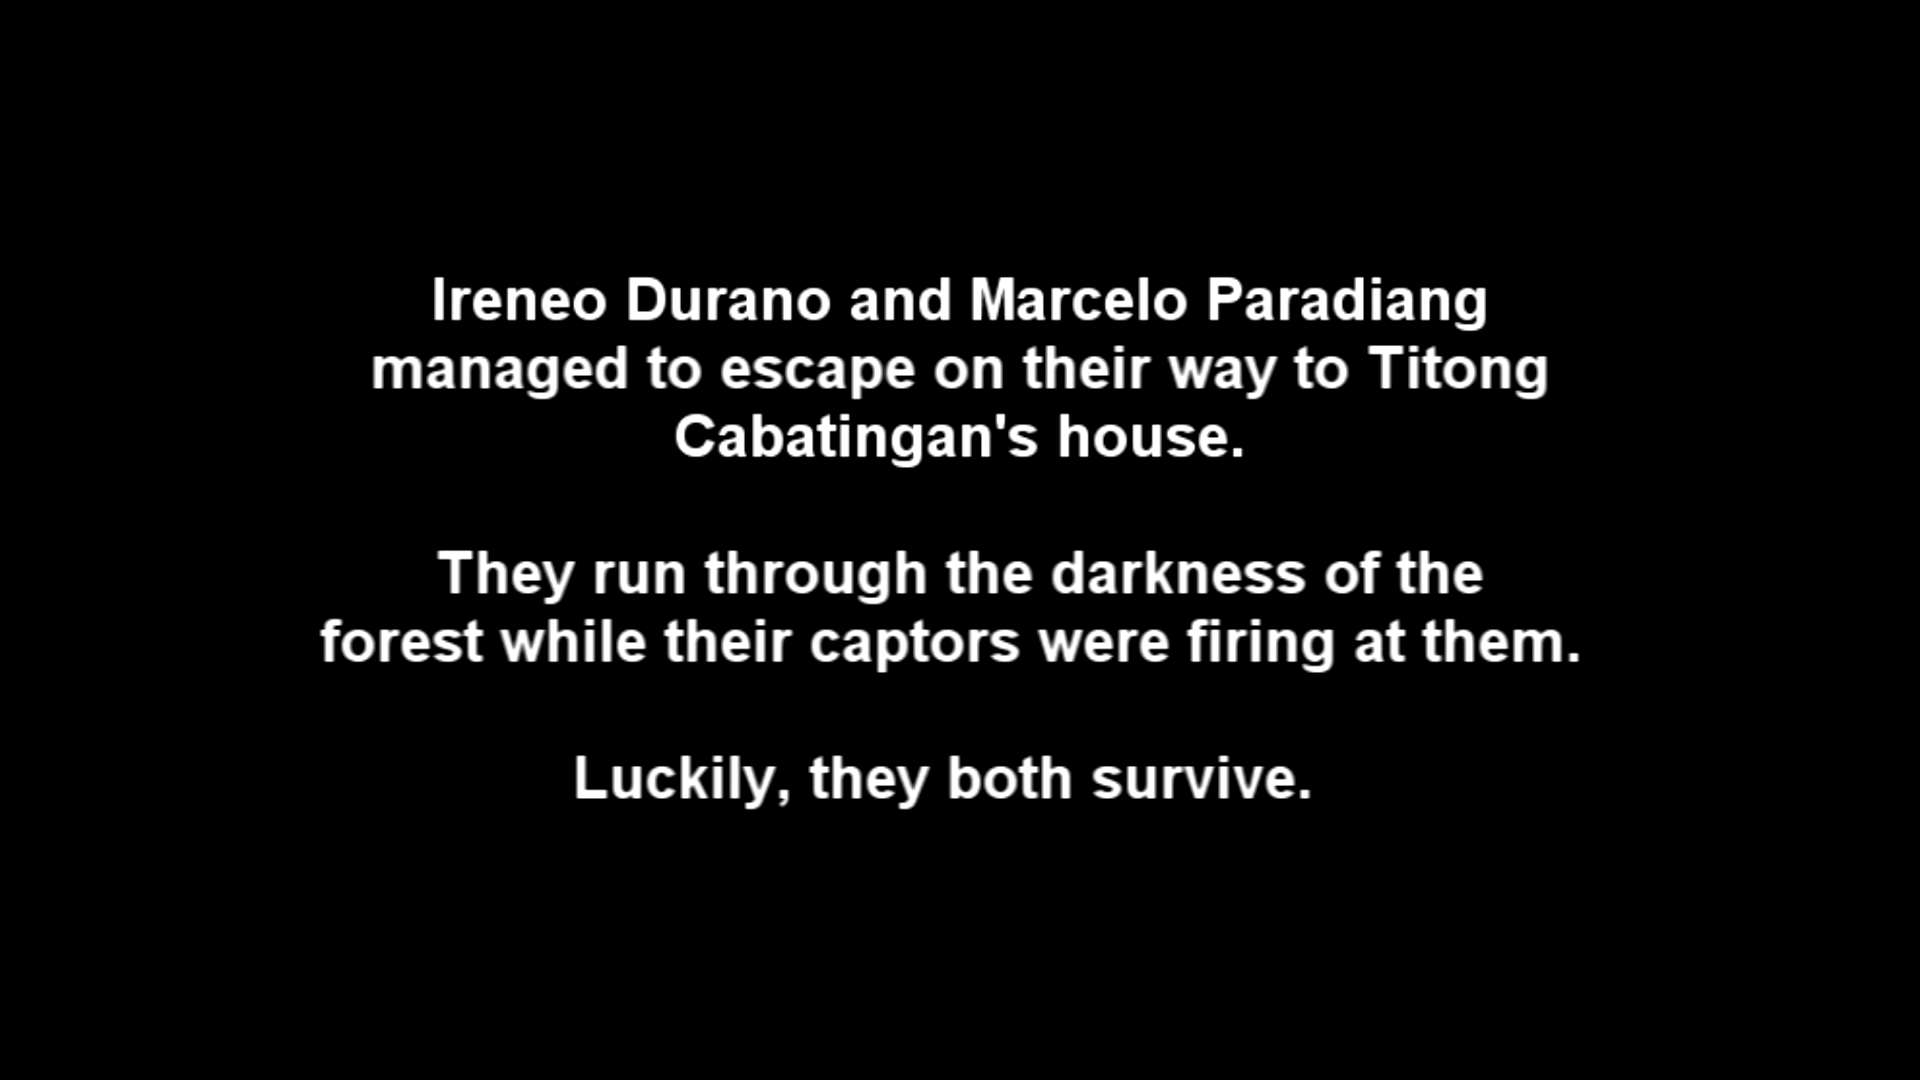 Ireneo Durano and Marcelo Paradiang
managed to escape on their way to Titong
Cabatingan's house.
They run through the darkness of the
forest while their captors were firing at them.
Luckily, they both survive.